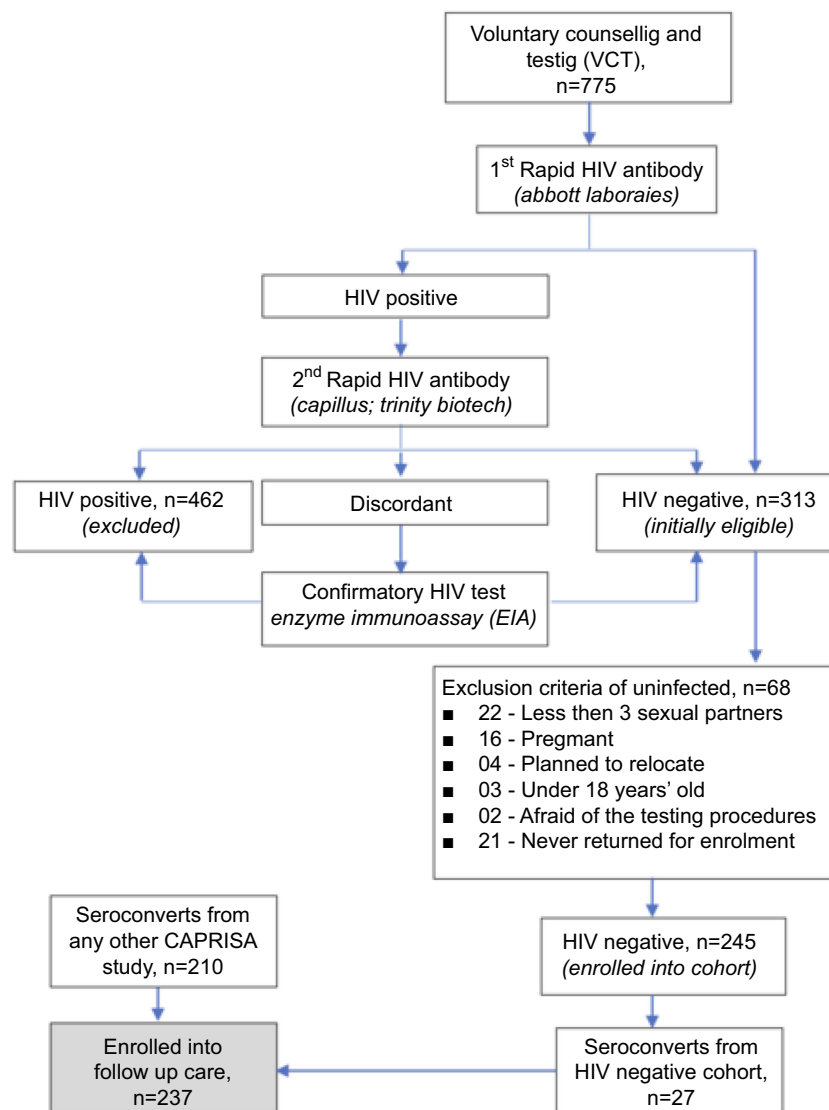 Voluntary counsellig and
testig (VCT),
n=775
1st Rapid HIV antibody
(abbott laboraies)
HIV positive
2nd Rapid HIV antibody
(capillus; trinity biotech)
HIV positive, n=462
(excluded)
Discordant
HIV negative, n=313
(initially eligible)
Confirmatory HIV test
enzyme immunoassay (EIA)
Exclusion criteria of uninfected, n=68
■ 22 - Less then 3 sexual partners
■ 16 - Pregmant
■ 04 - Planned to relocate
■ 03 - Under 18 years’ old
■ 02 - Afraid of the testing procedures
■ 21 - Never returned for enrolment
Seroconverts from
any other CAPRISA
study, n=210
HIV negative, n=245
(enrolled into cohort)
Enrolled into
follow up care,
n=237
Seroconverts from
HIV negative cohort,
n=27